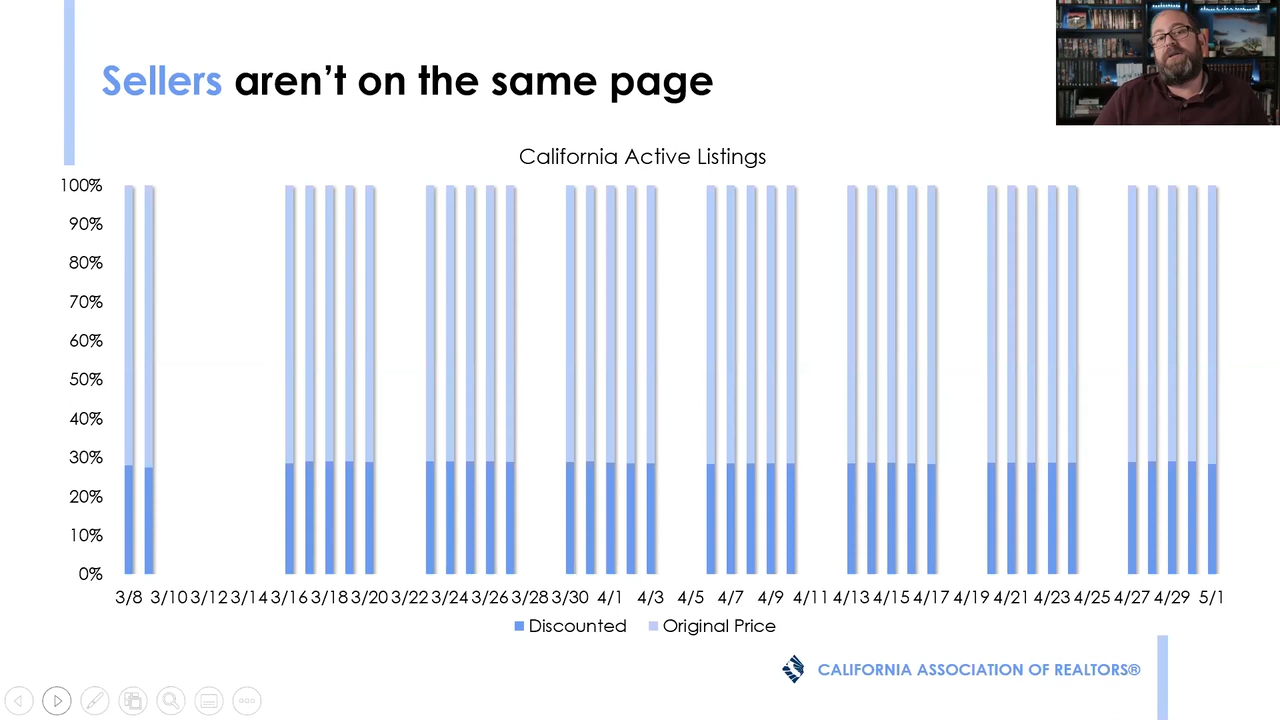 Sellers aren't on the same page
California Active Listings
100%
90%
80%
70%
60%
50%
40%
30%
20%
10%
0%
3/8 3/10 3/12 3/14 3/16 3/18 3/20 3/22 3/24 3/26 3/28 3/30 4/1 4/3 4/5 4/7 4/9 4/11 4/13 4/15 4/17 4/19 4/21 4/23 4/25 4/27 4/29 5/1
Discounted Original Price
CALIFORNIA ASSOCIATION OF REALTORS®